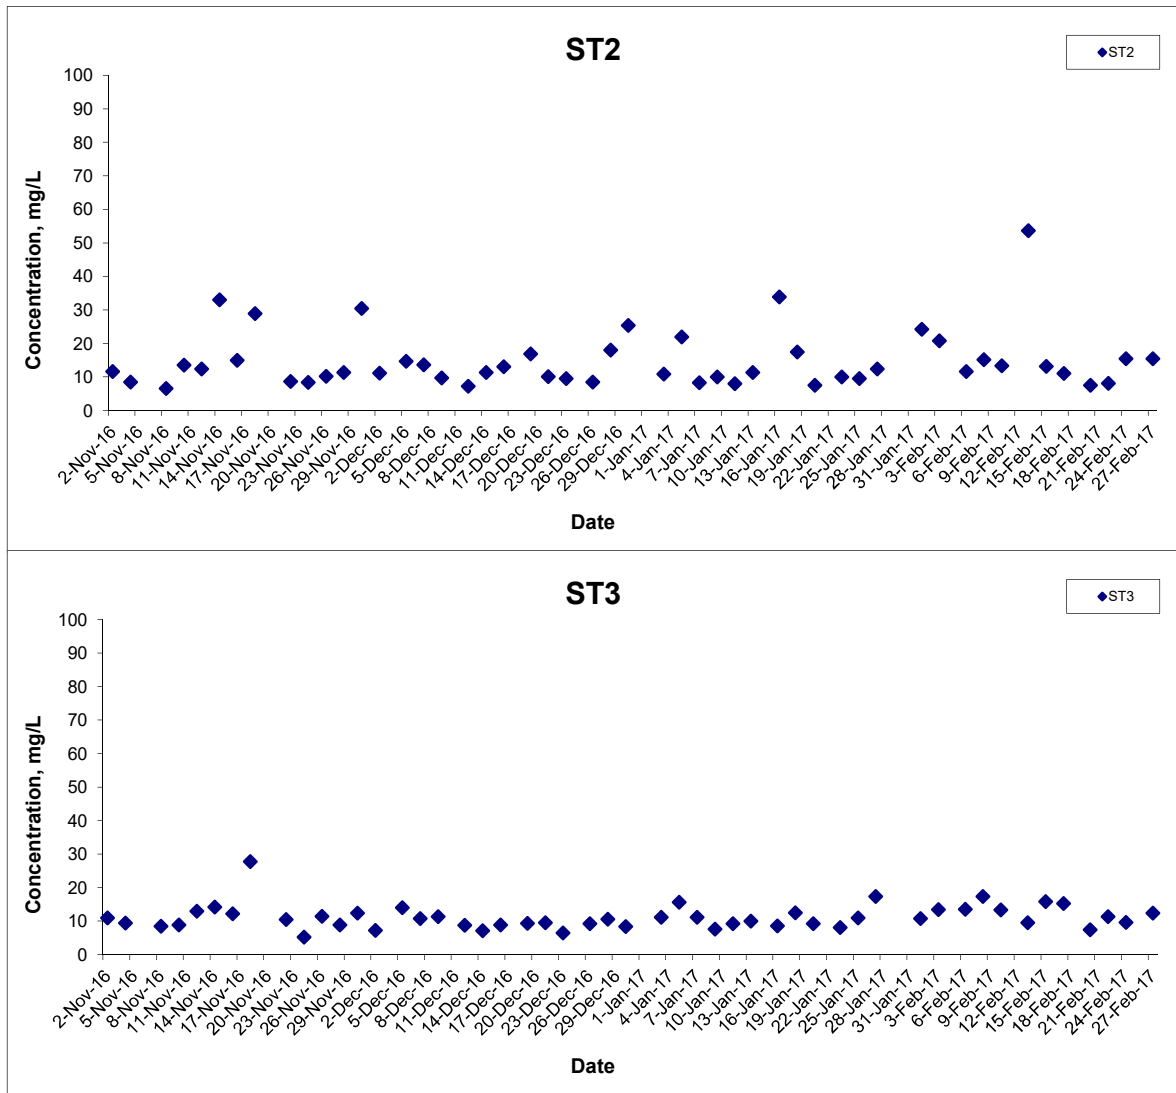 ST2
ST2
100
90
80
70
60
50
40
30
20
10
0
Concentration, mg/L
2-Nov-16
5-Nov-16
8-Nov-16
11-Nov-16
14-Nov-16
17-Nov-16
20-Nov-16
23-Nov-16
26-Nov-16
29-Nov-16
2-Dec-16
5-Dec-16
8-Dec-16
11-Dec-16
14-Dec-16
17-Dec-16
20-Dec-16
23-Dec-16
26-Dec-16
29-Dec-16
1-Jan-17
4-Jan-17
7-Jan-17
10-Jan-17
13-Jan-17
16-Jan-17
19-Jan-17
22-Jan-17
25-Jan-17
28-Jan-17
31-Jan-17
3-Feb-17
6-Feb-17
9-Feb-17
12-Feb-17
15-Feb-17
18-Feb-17
21-Feb-17
24-Feb-17
27-Feb-17
Date
ST3
ST3
100
90
80
70
60
50
40
30
20
10
0
Concentration, mg/L
2-Nov-16
5-Nov-16
8-Nov-16
11-Nov-16
14-Nov-16
17-Nov-16
20-Nov-16
23-Nov-16
26-Nov-16
29-Nov-16
2-Dec-16
5-Dec-16
8-Dec-16
11-Dec-16
14-Dec-16
17-Dec-16
20-Dec-16
23-Dec-16
26-Dec-16
29-Dec-16
1-Jan-17
4-Jan-17
7-Jan-17
10-Jan-17
13-Jan-17
16-Jan-17
19-Jan-17
22-Jan-17
25-Jan-17
28-Jan-17
31-Jan-17
3-Feb-17
6-Feb-17
9-Feb-17
12-Feb-17
15-Feb-17
18-Feb-17
21-Feb-17
24-Feb-17
27-Feb-17
Date